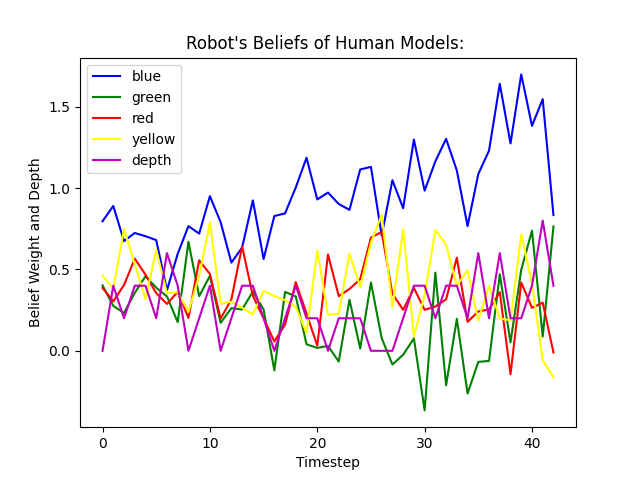 Robot's Beliefs of Human Models:
blue
green
red
yellow
depth
1.5
1.0
0.5
0.0
Belief Weight and Depth
0 10 20 30 40
Timestep